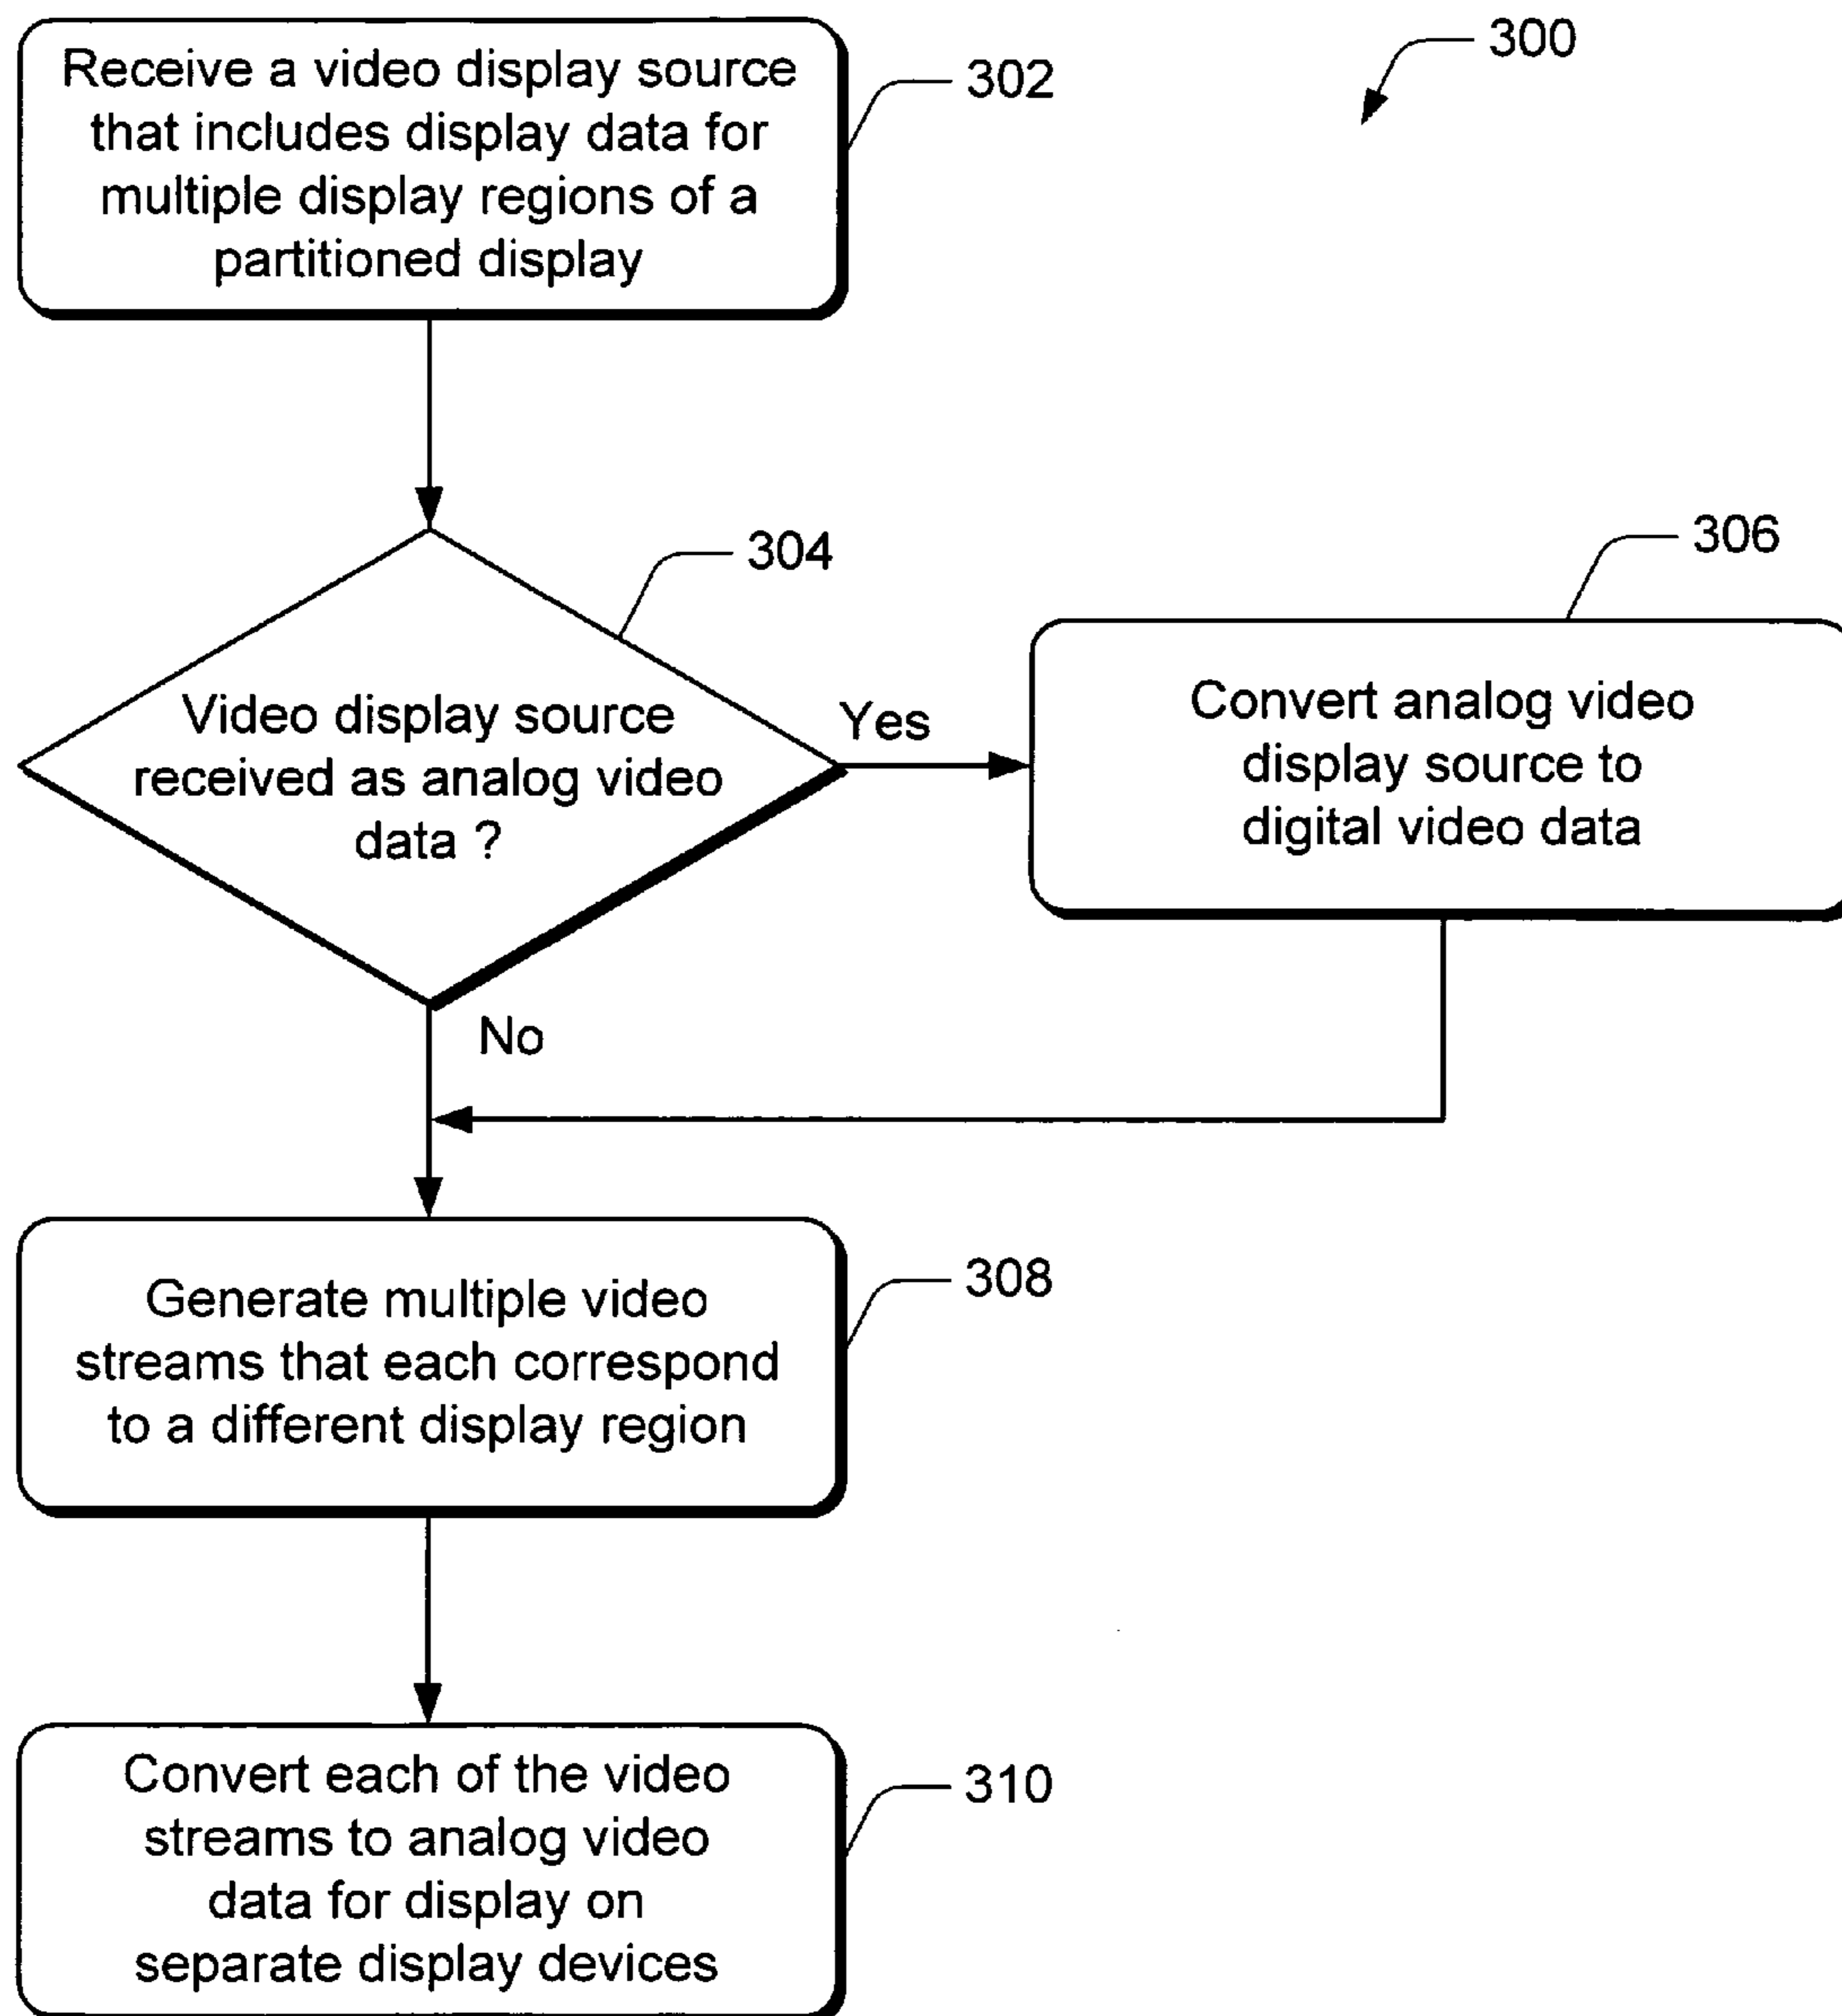 300
Receive a video display source
that includes display data for
multiple display regions of a
partitioned display
302
304
Video display source
received as analog video
data ?
Yes
306
Convert analog video
display source to
digital video data
No
Generate multiple video
streams that each correspond
to a different display region
308
Convert each of the video
streams to analog video
data for display on
separate display devices
310